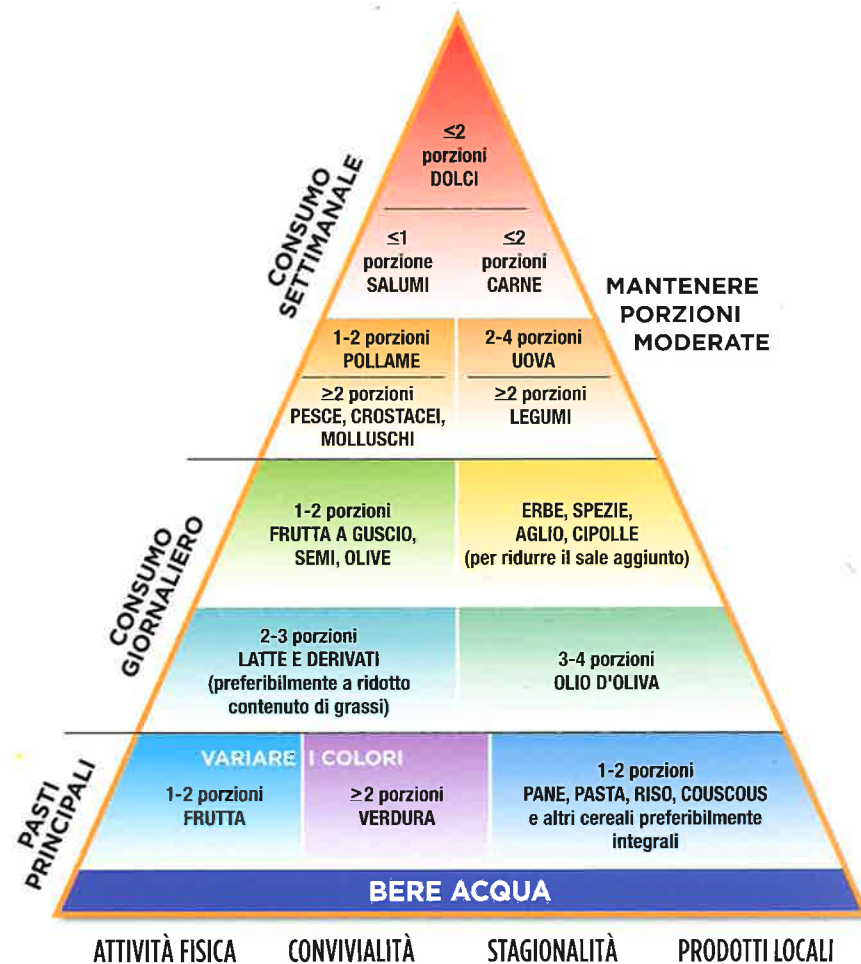 CONSUMO
SETTIMANALE
≤2
porzioni
DOLCI
≤1
porzione
SALUMI
≤2
porzioni
CARNE
MANTENERE
PORZIONI
MODERATE
1-2 porzioni
POLLAME
2-4 porzioni
UOVA
≥2 porzioni
PESCE, CROSTACEI,
MOLLUSCHI
≥2 porzioni
LEGUMI
CONSUMO
GIORNALIERO
1-2 porzioni
FRUTTA A GUSCIO,
SEMI, OLIVE
ERBE, SPEZIE,
AGLIO, CIPOLLE
(per ridurre il sale aggiunto)
2-3 porzioni
LATTE E DERIVATI
(preferibilmente a ridotto
contenuto di grassi)
3-4 porzioni
OLIO D'OLIVA
PASTI
PRINCIPALI
VARIARE I COLORI
1-2 porzioni
FRUTTA
≥2 porzioni
VERDURA
1-2 porzioni
PANE, PASTA, RISO, COUSCOUS
e altri cereali preferibilmente
integrali
BERE ACQUA
ATTIVITÀ FISICA CONVIVIALITÀ STAGIONALITÀ PRODOTTI LOCALI